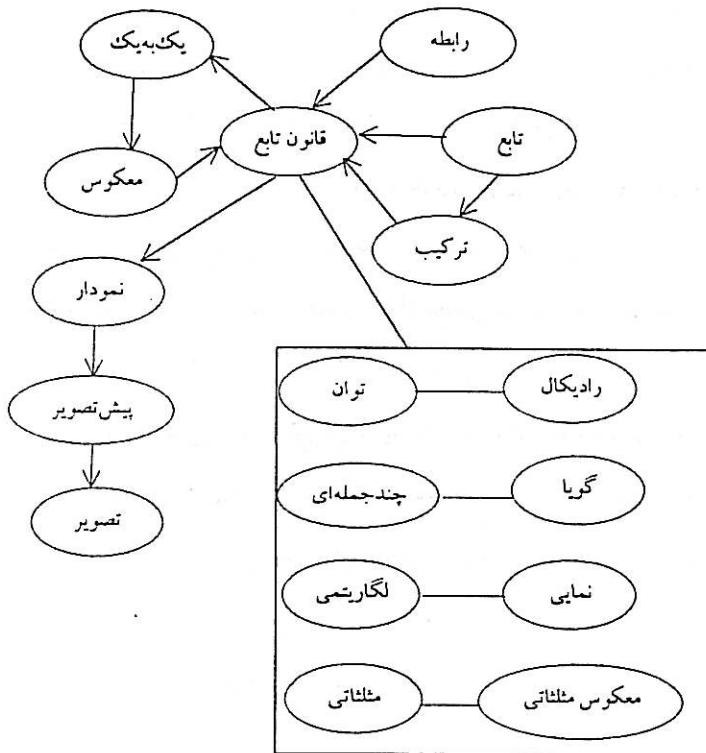 رابطه
یک‌به‌یک
تابع
قانون تابع
معکوس
ترکیب
نمودار
رادیکال
توان
پیش‌تصویر
گویا
چندجمله‌ای
تصویر
نمایی
لگاریتمی
معکوس مثلثاتی
مثلثاتی